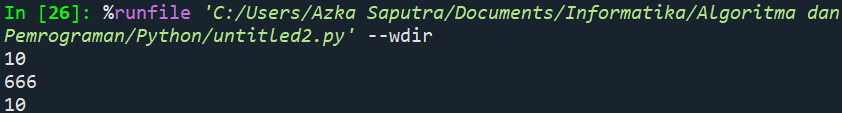 In [26]: %runfile 'C:/Users/Azka Saputra/Documents/Informatika/Algoritma dan
Pemrograman/Python/untitled2.py' --wdir
10
666
10